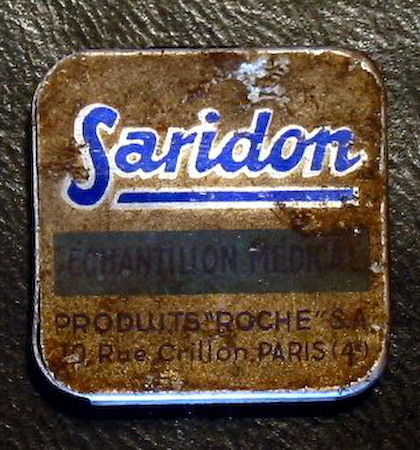 Saridon
ÉCHANTILLON MÉDICAL
PRODUITS "ROCHE" S.A.
10, Rue Crillon, PARIS (4e)